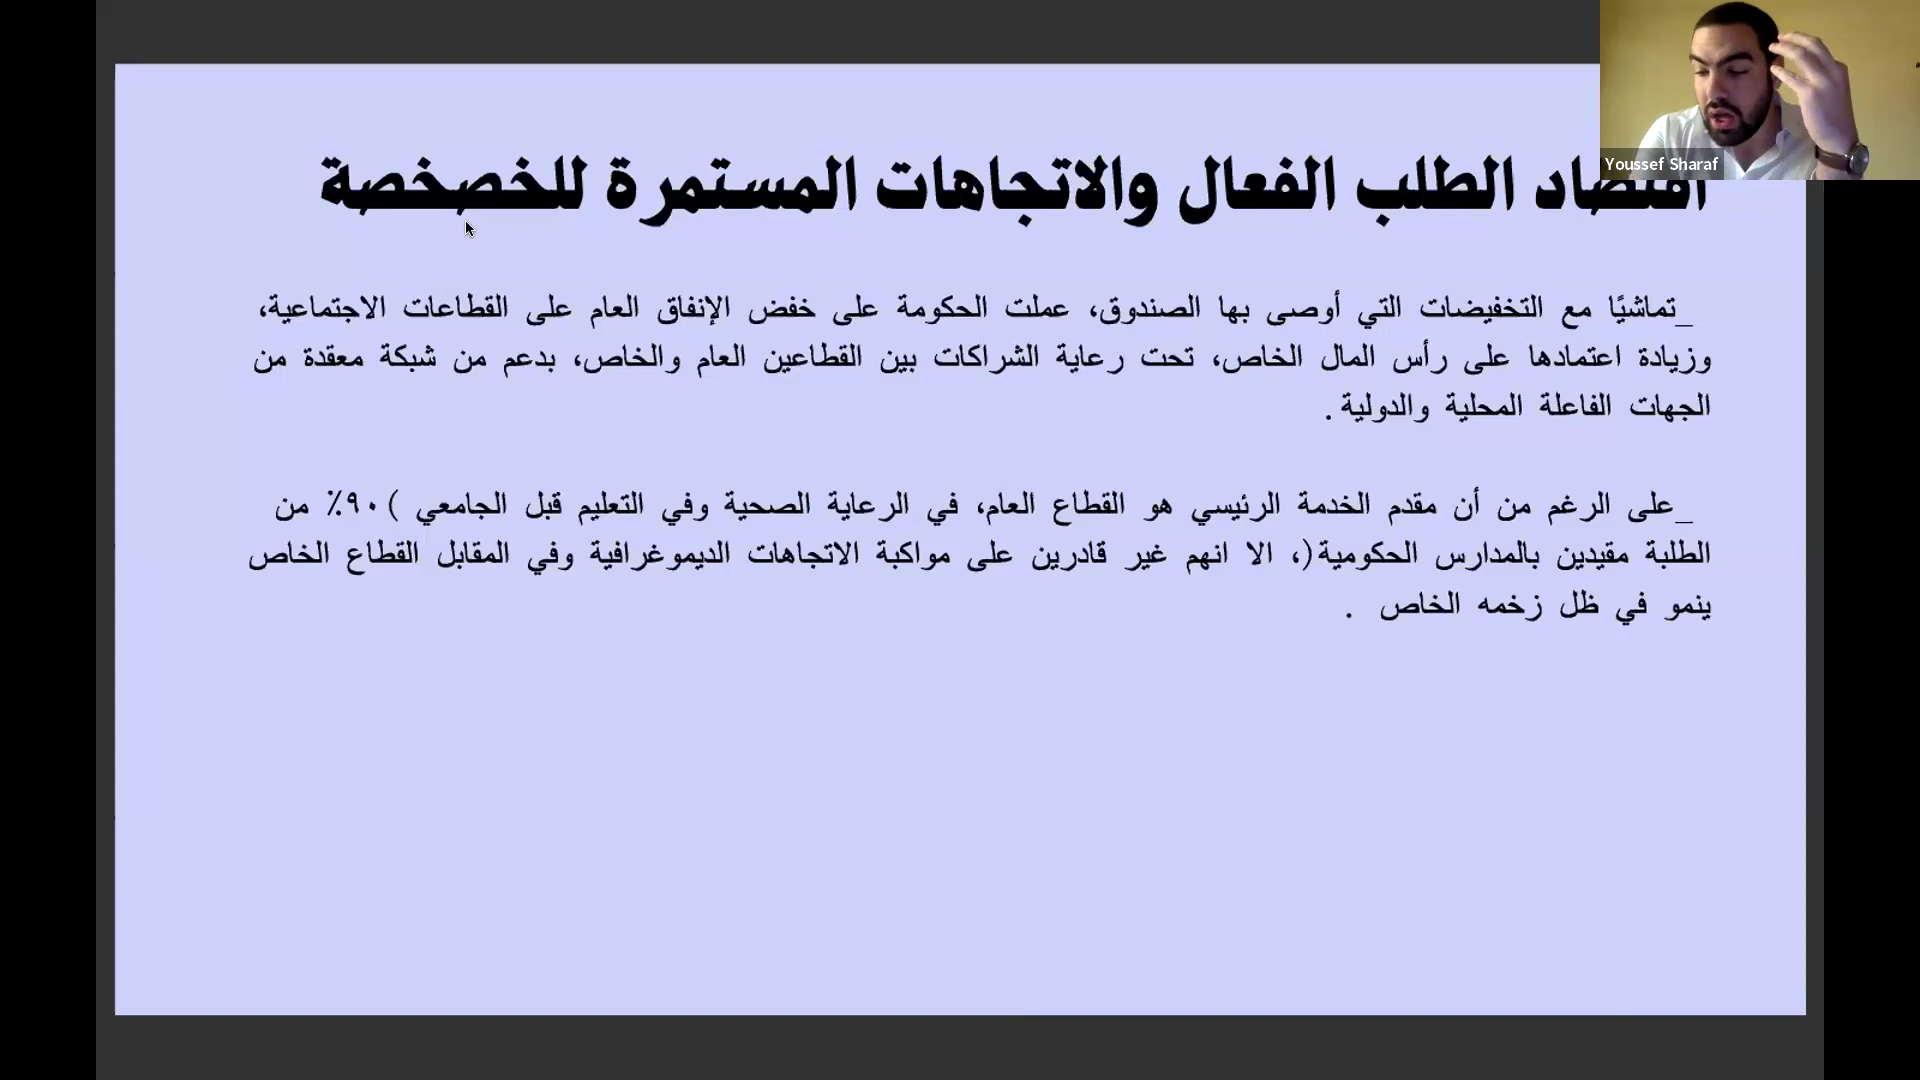 Youssef Sharaf
اقتصاد الطلب الفعال والاتجاهات المستمرة للخصخصة
_تماشيًا مع التخفيضات التي أوصى بها الصندوق، عملت الحكومة على خفض الإنفاق العام على القطاعات الاجتماعية،
وزيادة اعتمادها على رأس المال الخاص، تحت رعاية الشراكات بين القطاعين العام والخاص، بدعم من شبكة معقدة من
الجهات الفاعلة المحلية والدولية .
_على الرغم من أن مقدم الخدمة الرئيسي هو القطاع العام، في الرعاية الصحية وفي التعليم قبل الجامعي )٩٠٪ من
الطلبة مقيدين بالمدارس الحكومية(، الا انهم غير قادرين على مواكبة الاتجاهات الديموغرافية وفي المقابل القطاع الخاص
ينمو في ظل زخمه الخاص .